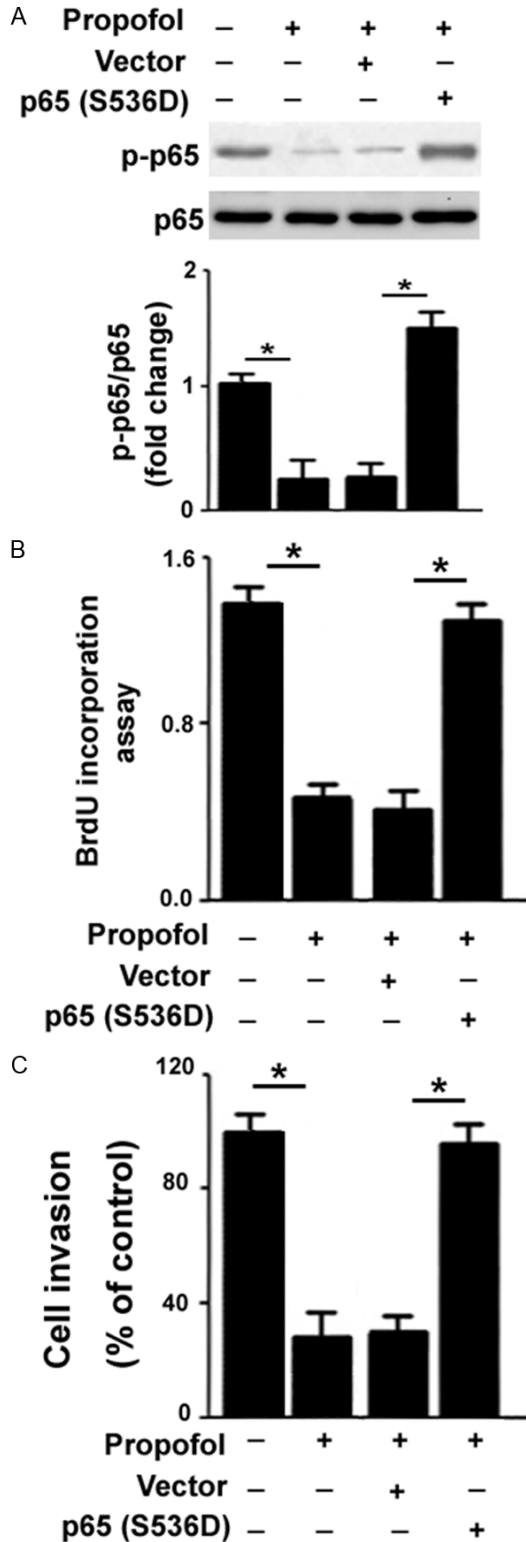 A
Propofol – + + +
Vector – – + –
p65 (S536D) – – – +
p-p65
p65
2
*
*
p-p65/p65
(fold change)
1
0
B
1.6
*
*
BrdU incorporation
assay
0.8
0.0
Propofol – + + +
Vector – – + –
p65 (S536D) – – – +
C
120
*
*
Cell invasion
(% of control)
80
40
0
Propofol – + + +
Vector – – + –
p65 (S536D) – – – +